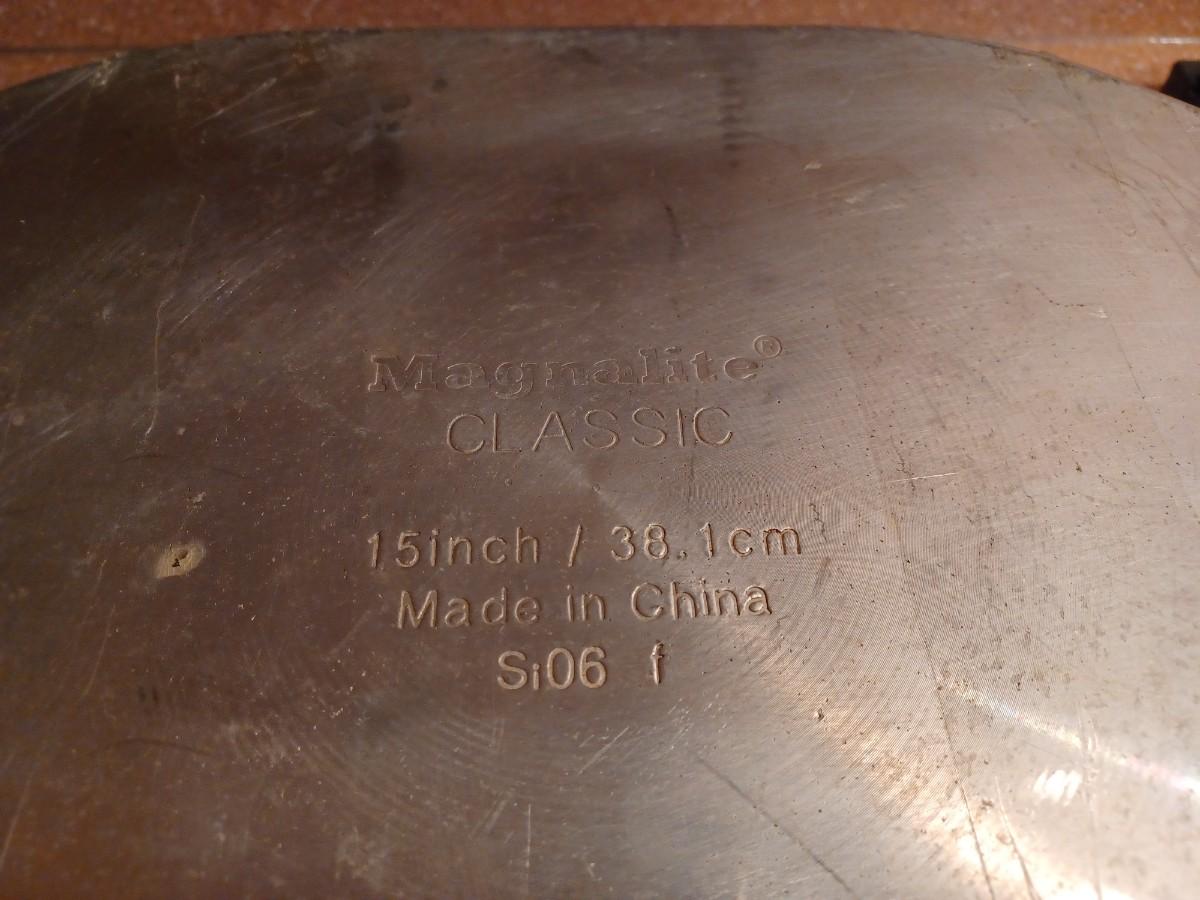 Magnalite®
CLASSIC
15inch / 38.1cm
Made in China
Si06 f